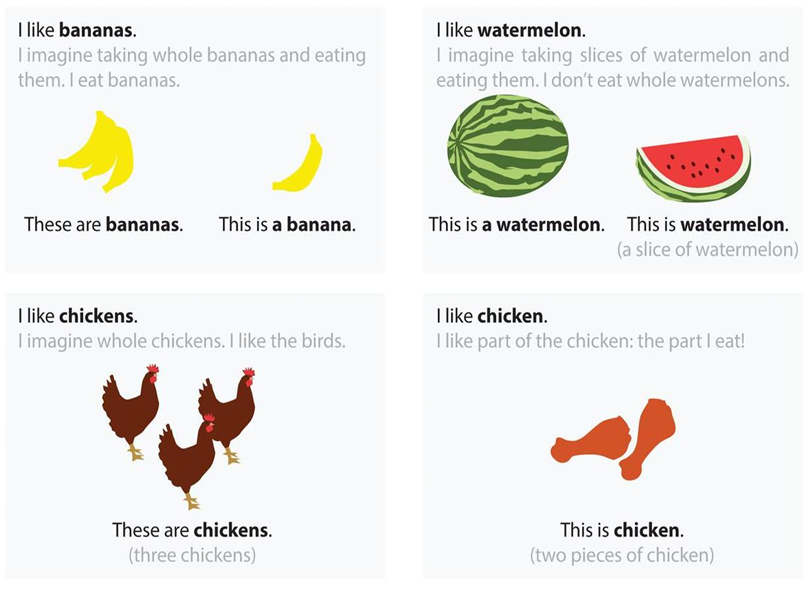 I like bananas.
I imagine taking whole bananas and eating
them. I eat bananas.
These are bananas.
This is a banana.
I like watermelon.
I imagine taking slices of watermelon and
eating them. I don’t eat whole watermelons.
This is a watermelon.
This is watermelon.
(a slice of watermelon)
I like chickens.
I imagine whole chickens. I like the birds.
These are chickens.
(three chickens)
I like chicken.
I like part of the chicken: the part I eat!
This is chicken.
(two pieces of chicken)